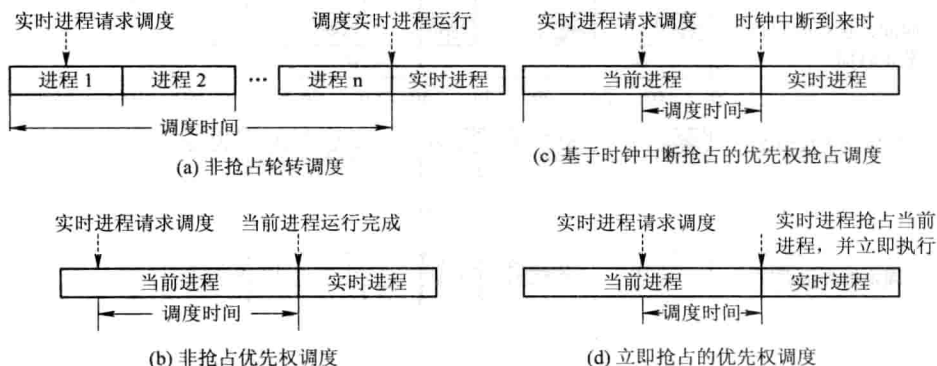 实时进程请求调度
调度实时进程运行
进程 1
进程 2
···
进程 n
实时进程
调度时间
(a) 非抢占轮转调度
实时进程请求调度
时钟中断到来时
当前进程
实时进程
调度时间
(c) 基于时钟中断抢占的优先权抢占调度
实时进程请求调度
当前进程运行完成
当前进程
实时进程
调度时间
(b) 非抢占优先权调度
实时进程请求调度
实时进程抢占当前
进程，并立即执行
当前进程
实时进程
调度时间
(d) 立即抢占的优先权调度